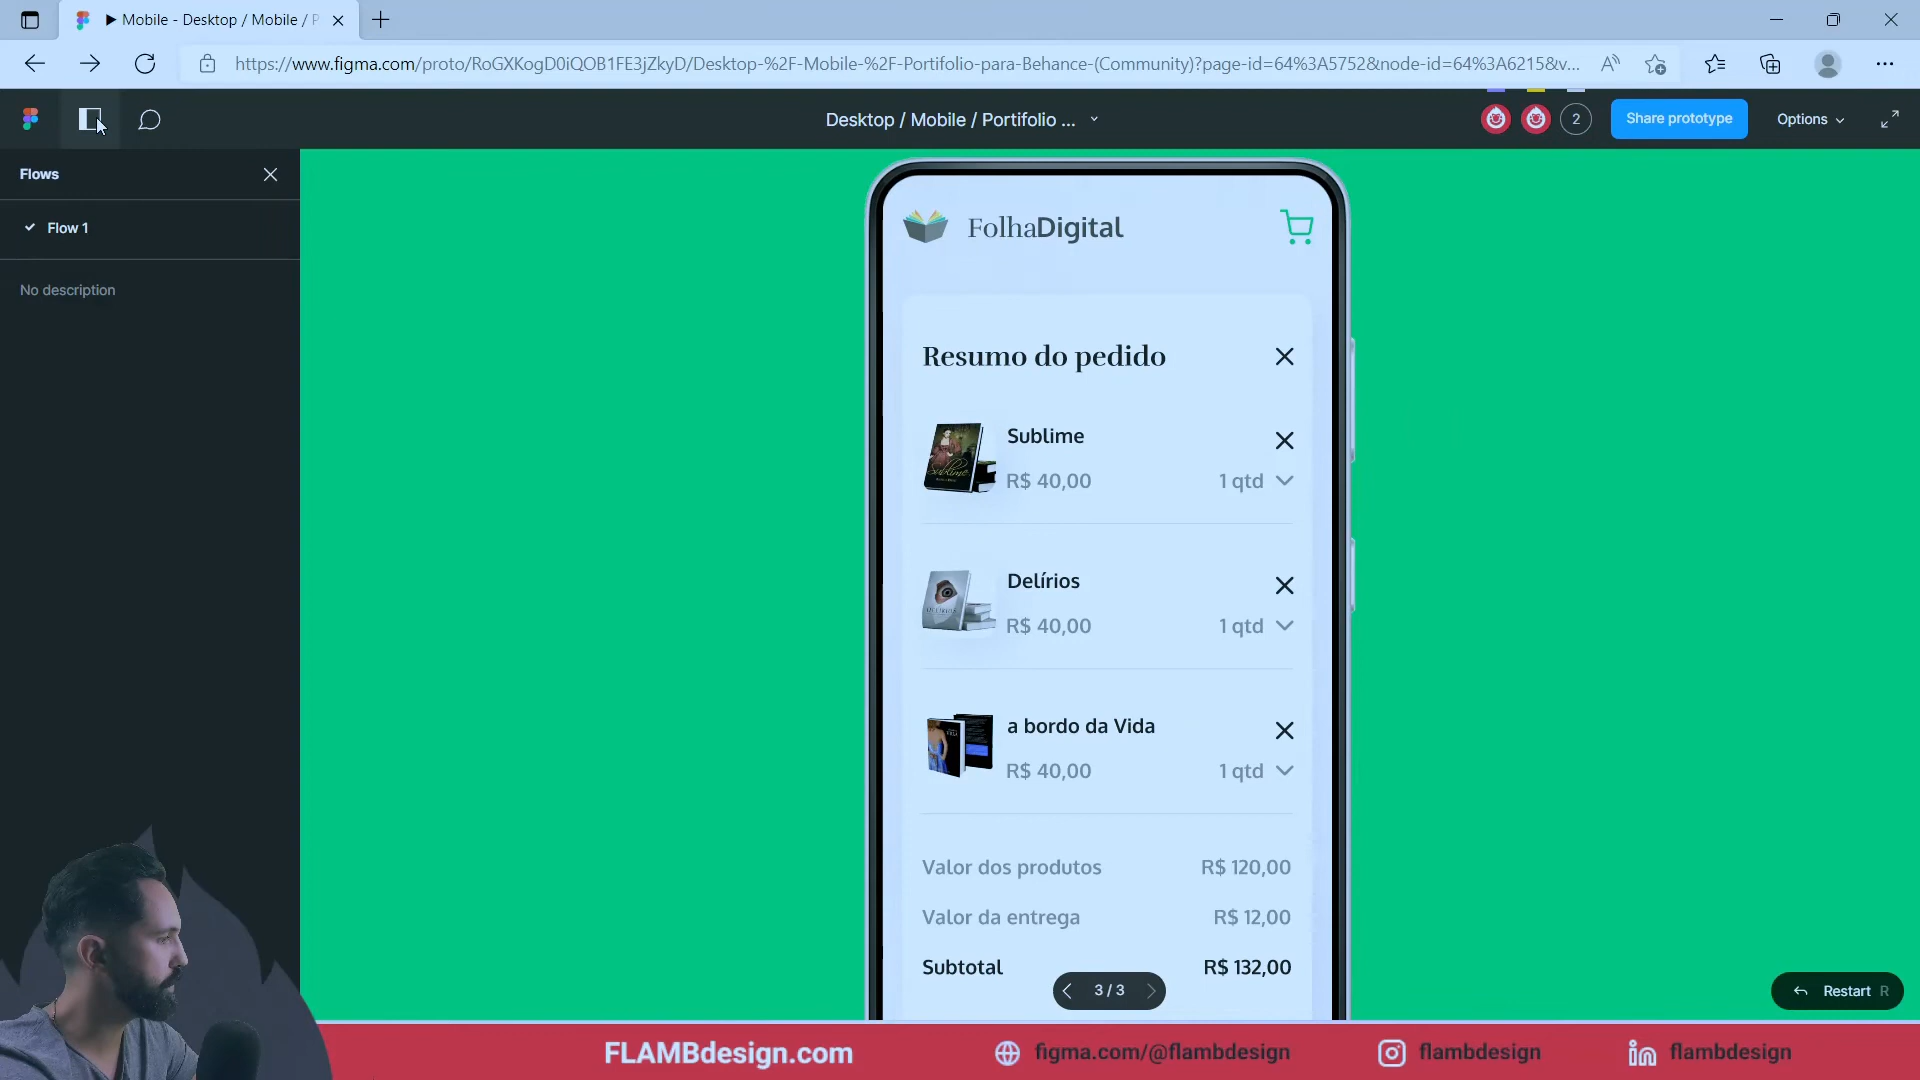 Mobile - Desktop / Mobile / P
https://www.figma.com/proto/RoGXKogD0iQOB1FE3jZkyD/Desktop-%2F-Mobile-%2F-Portifolio-para-Behance-(Community)?page-id=64%3A5752&node-id=64%3A6215&v...
Desktop / Mobile / Portifolio ...
2
Share prototype
Options
Flows
Flow 1
No description
FolhaDigital
Resumo do pedido
Sublime
R$ 40,00 1 qtd
Delírios
R$ 40,00 1 qtd
a bordo da Vida
R$ 40,00 1 qtd
Valor dos produtos R$ 120,00
Valor da entrega R$ 12,00
Subtotal R$ 132,00
3 / 3
Restart R
FLAMBdesign.com figma.com/@flambdesign flambdesign flambdesign